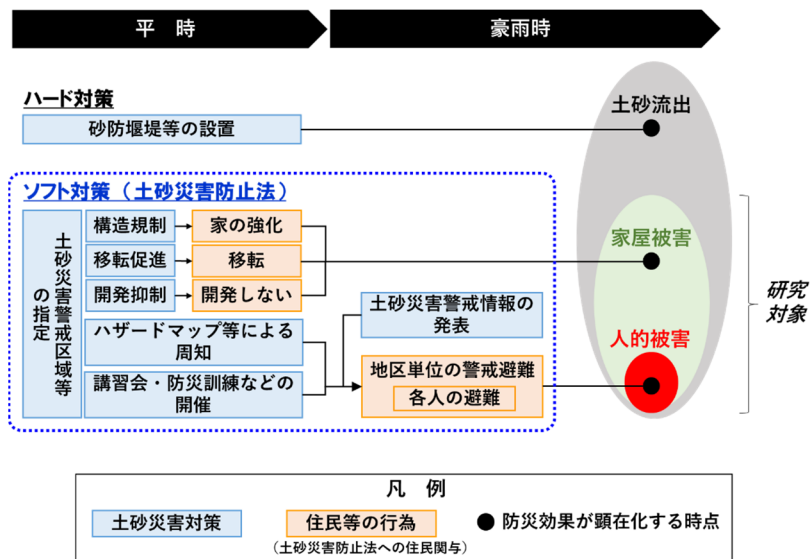 平　時
豪雨時
ハード対策
砂防堰堤等の設置
土砂流出
ソフト対策（土砂災害防止法）
土砂災害警戒区域等
の指定
構造規制
家の強化
移転促進
移転
開発抑制
開発しない
家屋被害
ハザードマップ等による
周知
土砂災害警戒情報の
発表
講習会・防災訓練などの
開催
地区単位の警戒避難
各人の避難
人的被害
研究
対象
凡　例
土砂災害対策
住民等の行為
（土砂災害防止法への住民関与）
防災効果が顕在化する時点